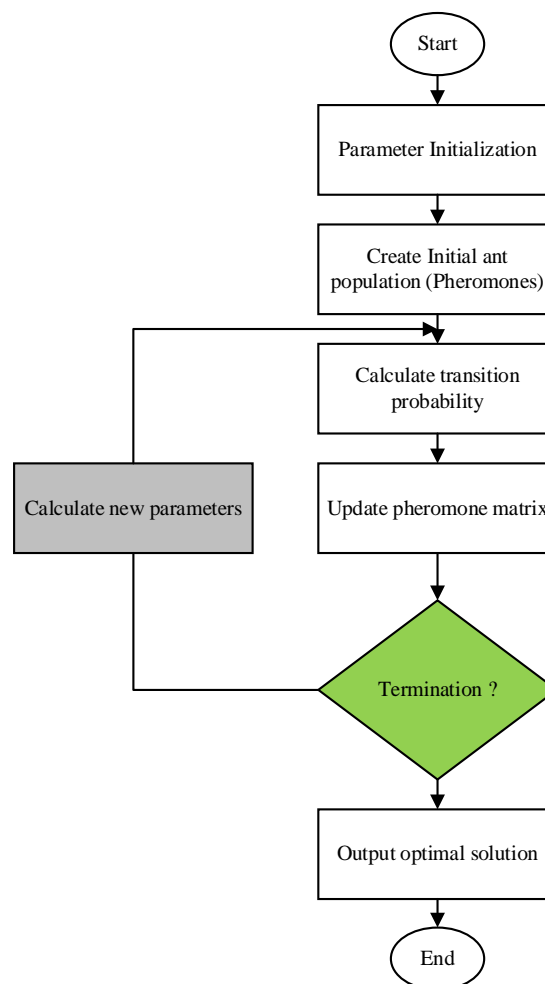 Start
Parameter Initialization
Create Initial ant
population (Pheromones)
Calculate transition
probability
Calculate new parameters
Update pheromone matrix
Termination ?
Output optimal solution
End